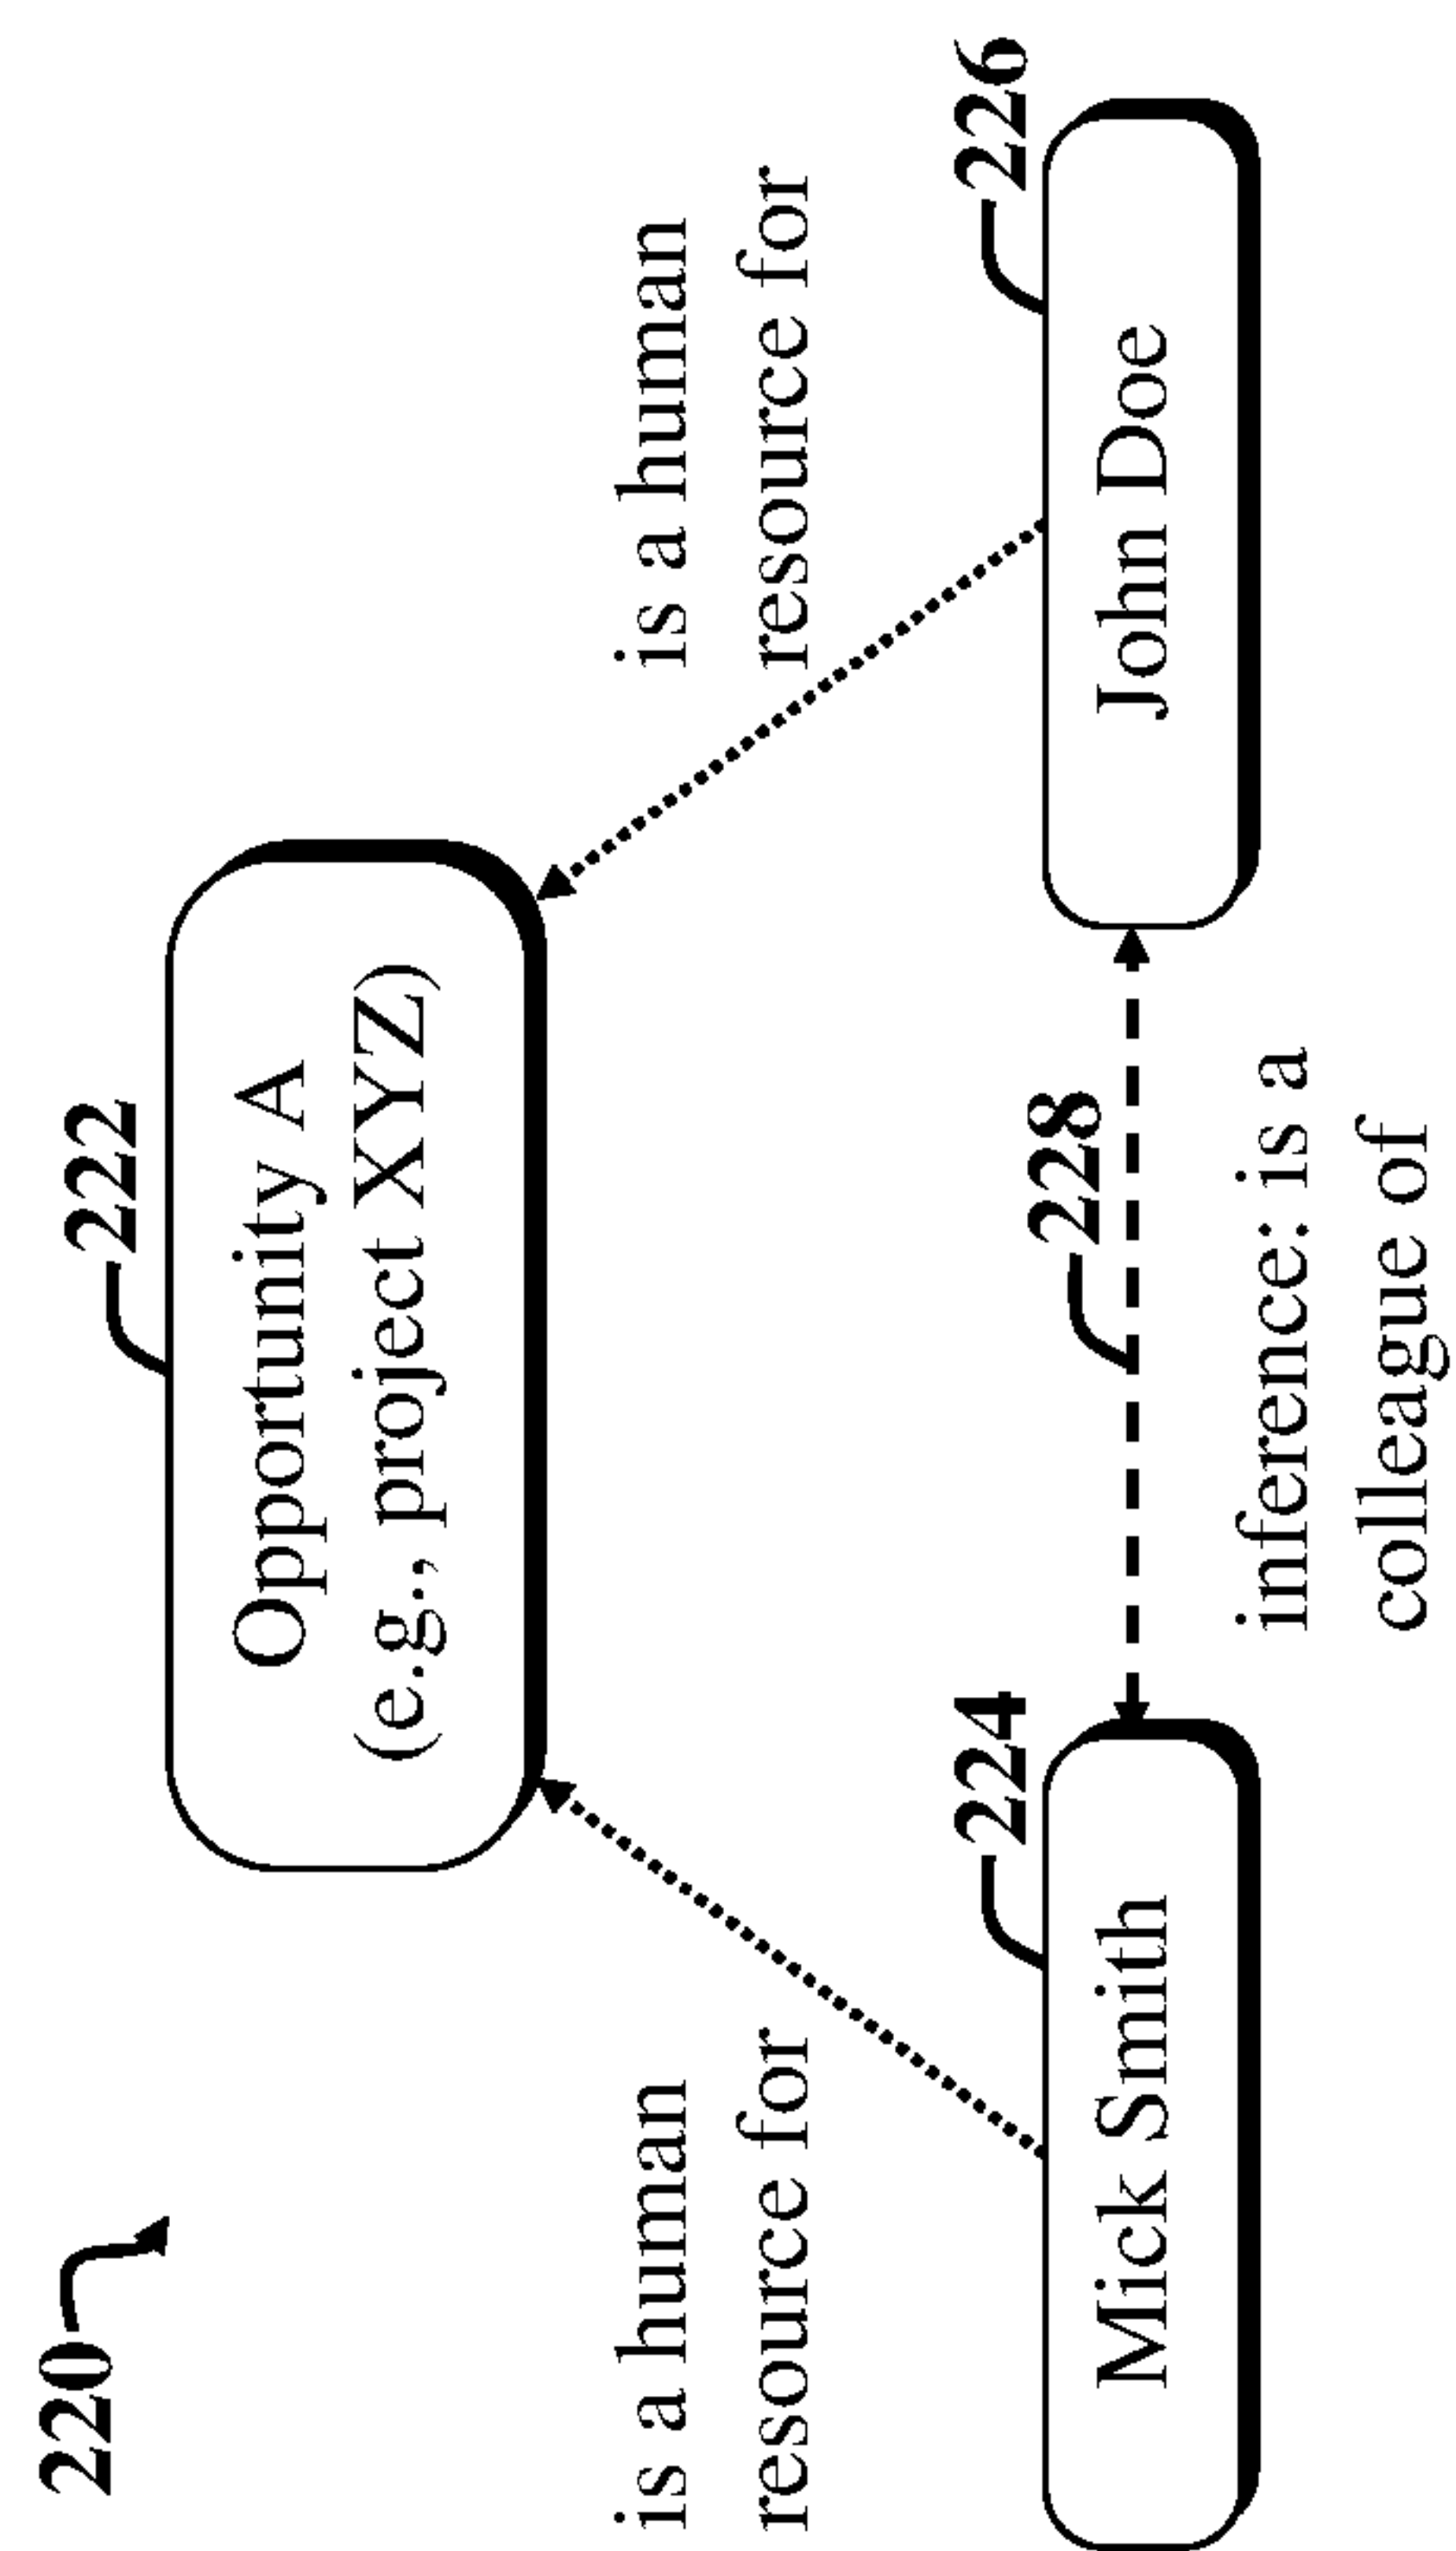 220
222
Opportunity A
(e.g., project XYZ)
is a human
resource for
is a human
resource for
224
Mick Smith
228
inference: is a
colleague of
226
John Doe